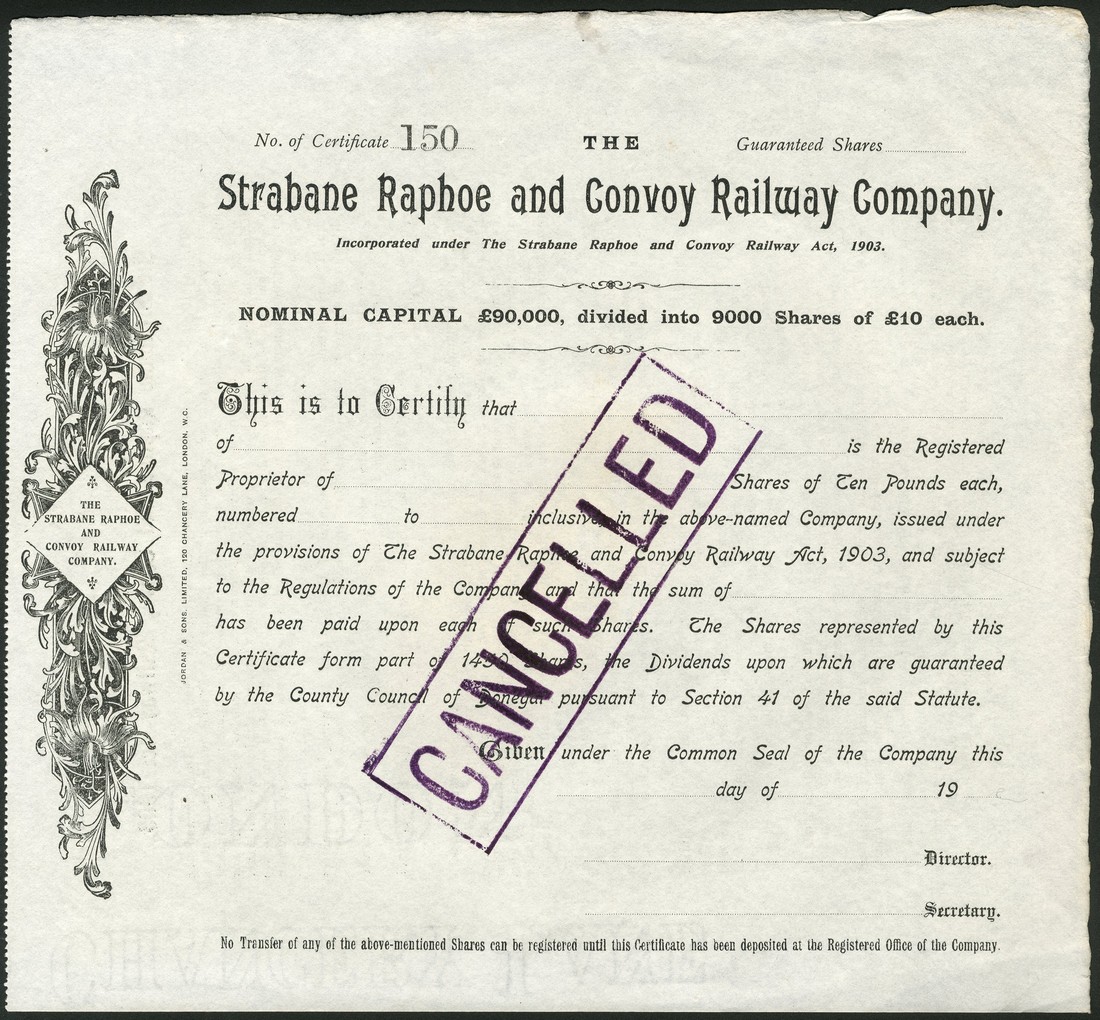 No. of Certificate 150 THE Guaranteed Shares
Strabane Raphoe and Convoy Railway Company.
Incorporated under The Strabane Raphoe and Convoy Railway Act, 1903.
NOMINAL CAPITAL £90,000, divided into 9000 Shares of £10 each.
This is to Certify that
of is the Registered
Proprietor of Shares of Ten Pounds each,
numbered to inclusive, in the above-named Company, issued under
the provisions of The Strabane Raphoe and Convoy Railway Act, 1903, and subject
to the Regulations of the Company and that the sum of
has been paid upon each of such Shares. The Shares represented by this
Certificate form part of Shares, the Dividends upon which are guaranteed
by the County Council of Donegal pursuant to Section 41 of the said Statute.
Given under the Common Seal of the Company this
day of 19
Director.
Secretary.
No Transfer of any of the above-mentioned Shares can be registered until this Certificate has been deposited at the Registered Office of the Company.
CANCELLED
THE
STRABANE RAPHOE
AND
CONVOY RAILWAY
COMPANY.
JORDAN & SONS, LIMITED, 120 CHANCERY LANE, LONDON, W.C.